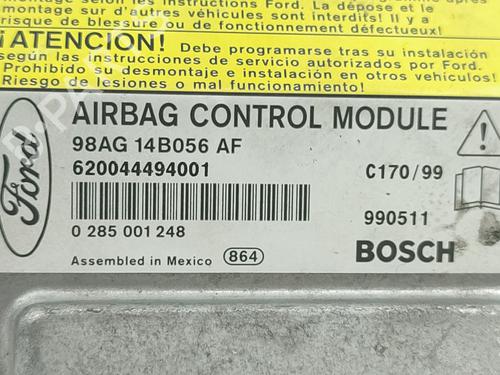 montage selon les instructions Ford. La dépose et le
montage sur d'autres véhicules sont interdits! Il y a
risque de blessure ou de fonctionnement défectueux!
¡ATENCION! Debe programarse tras su instalación
según las instrucciones de servicio autorizados por Ford.
Prohibido su desmontaje e instalación en otros vehiculos!
Riesgo de lesiones o mal funcionamiento!
Ford
AIRBAG CONTROL MODULE
98AG 14B056 AF
620044494001
C170/99
990511
0 285 001 248
BOSCH
Assembled in Mexico 864